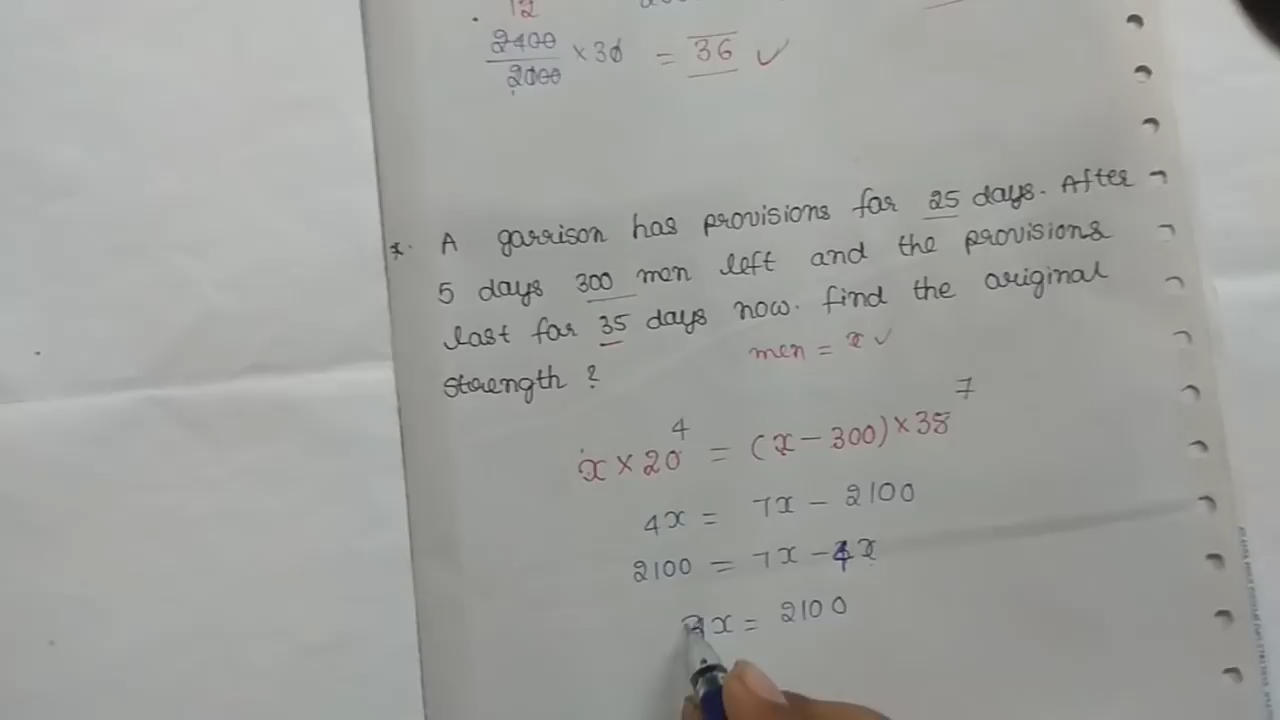 12
2400
2000 × 30 = 36 ✓
*. A garrison has provisions for 25 days. After
5 days 300 men left and the provisions
last for 35 days now. find the original
strength ?
men = x ✓
4 7
x × 20 = (x - 300) × 35
4x = 7x - 2100
2100 = 7x - 4x
3x = 2100